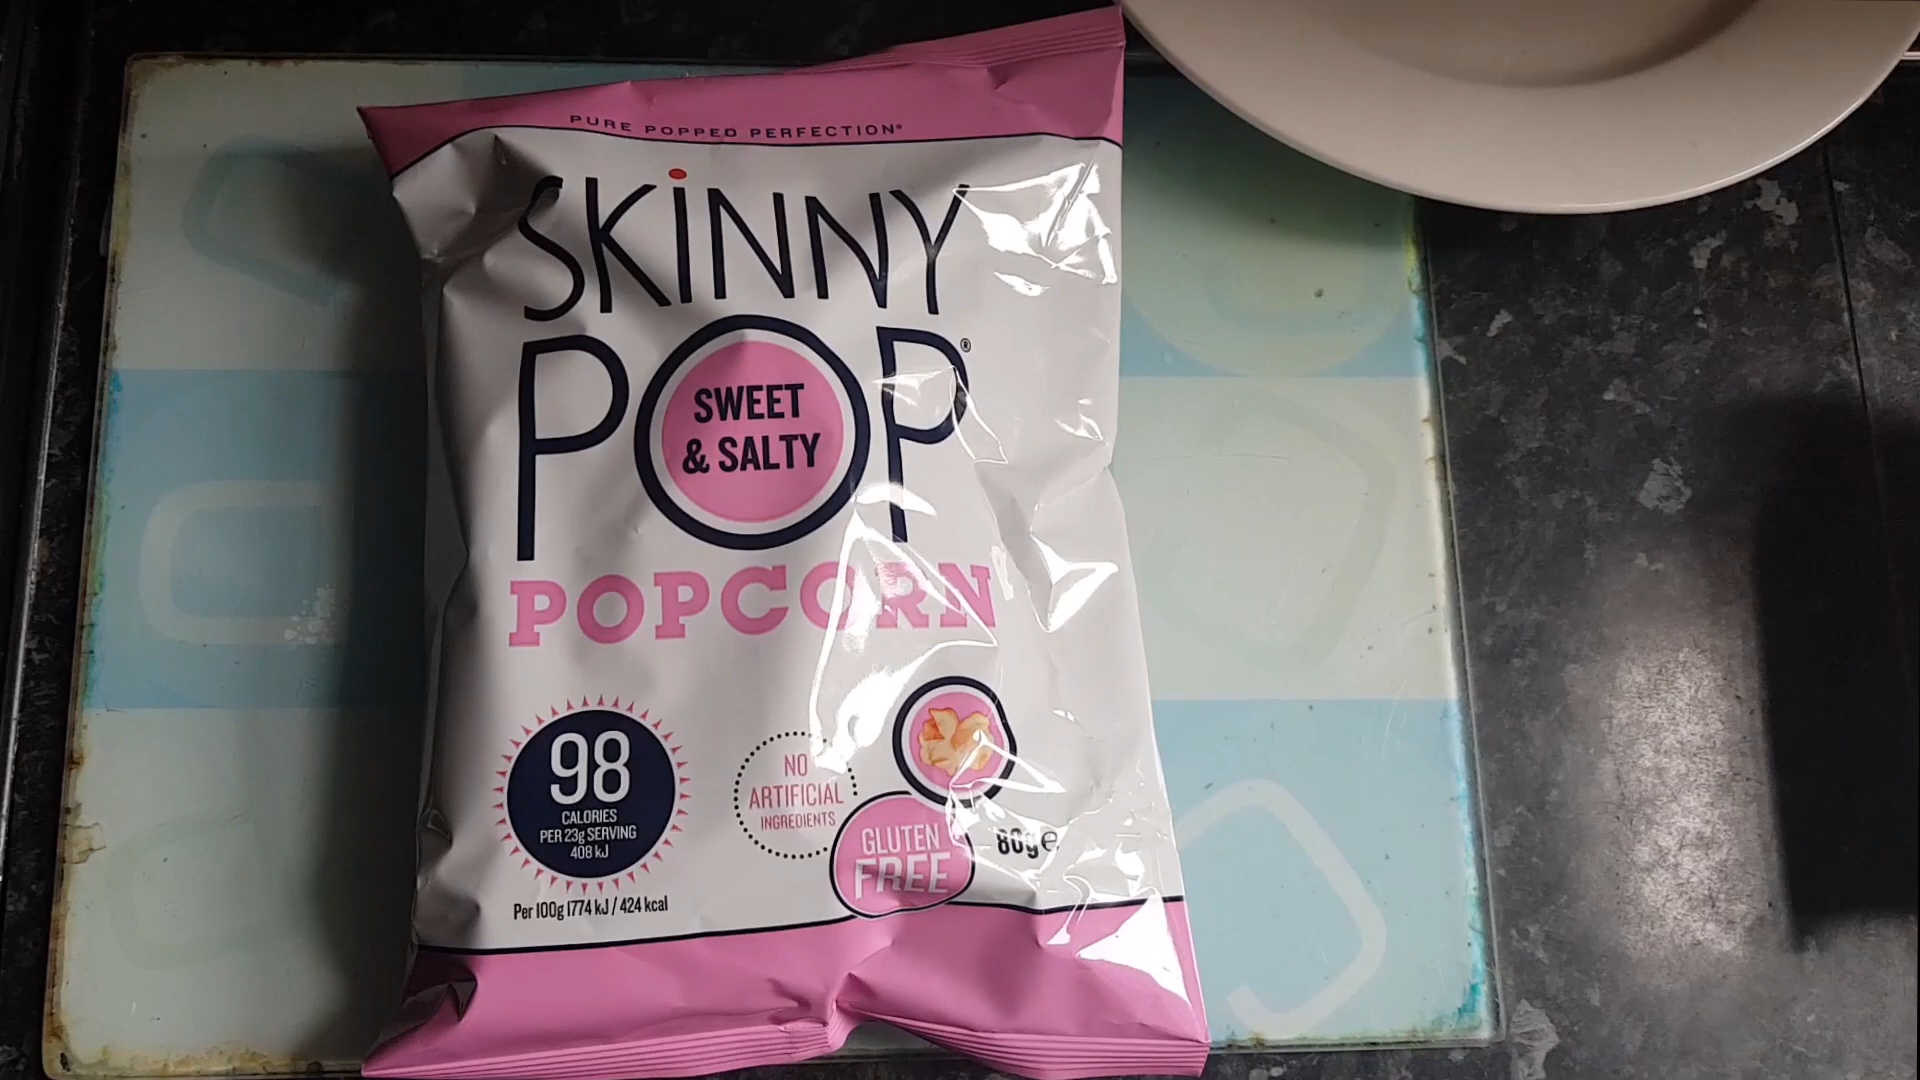 PURE POPPED PERFECTION®
SKINNY
POP®
SWEET
& SALTY
POPCORN
98
CALORIES
PER 23g SERVING
408 kJ
Per 100g 1774 kJ / 424 kcal
NO
ARTIFICIAL
INGREDIENTS
GLUTEN
FREE
80g e